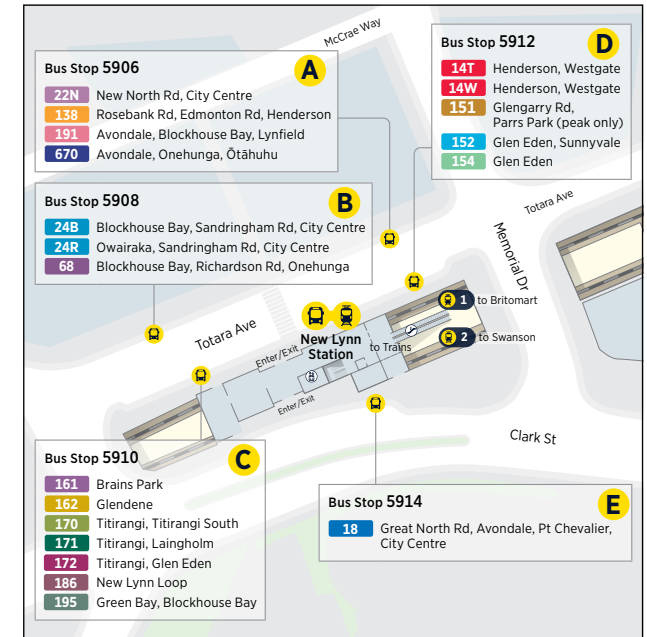 McCrae Way
Bus Stop 5906
A
22N New North Rd, City Centre
138 Rosebank Rd, Edmonton Rd, Henderson
191 Avondale, Blockhouse Bay, Lynfield
670 Avondale, Onehunga, Ōtāhuhu
Bus Stop 5912
D
14T Henderson, Westgate
14W Henderson, Westgate
151 Glengarry Rd,
Parrs Park (peak only)
152 Glen Eden, Sunnyvale
154 Glen Eden
Bus Stop 5908
B
24B Blockhouse Bay, Sandringham Rd, City Centre
24R Owairaka, Sandringham Rd, City Centre
68 Blockhouse Bay, Richardson Rd, Onehunga
Totara Ave
Memorial Dr
1 to Britomart
Totara Ave
New Lynn
Station
to Trains
2 to Swanson
Enter/Exit
Enter/Exit
Clark St
Bus Stop 5910
C
161 Brains Park
162 Glendene
170 Titirangi, Titirangi South
171 Titirangi, Laingholm
172 Titirangi, Glen Eden
186 New Lynn Loop
195 Green Bay, Blockhouse Bay
Bus Stop 5914
E
18 Great North Rd, Avondale, Pt Chevalier,
City Centre